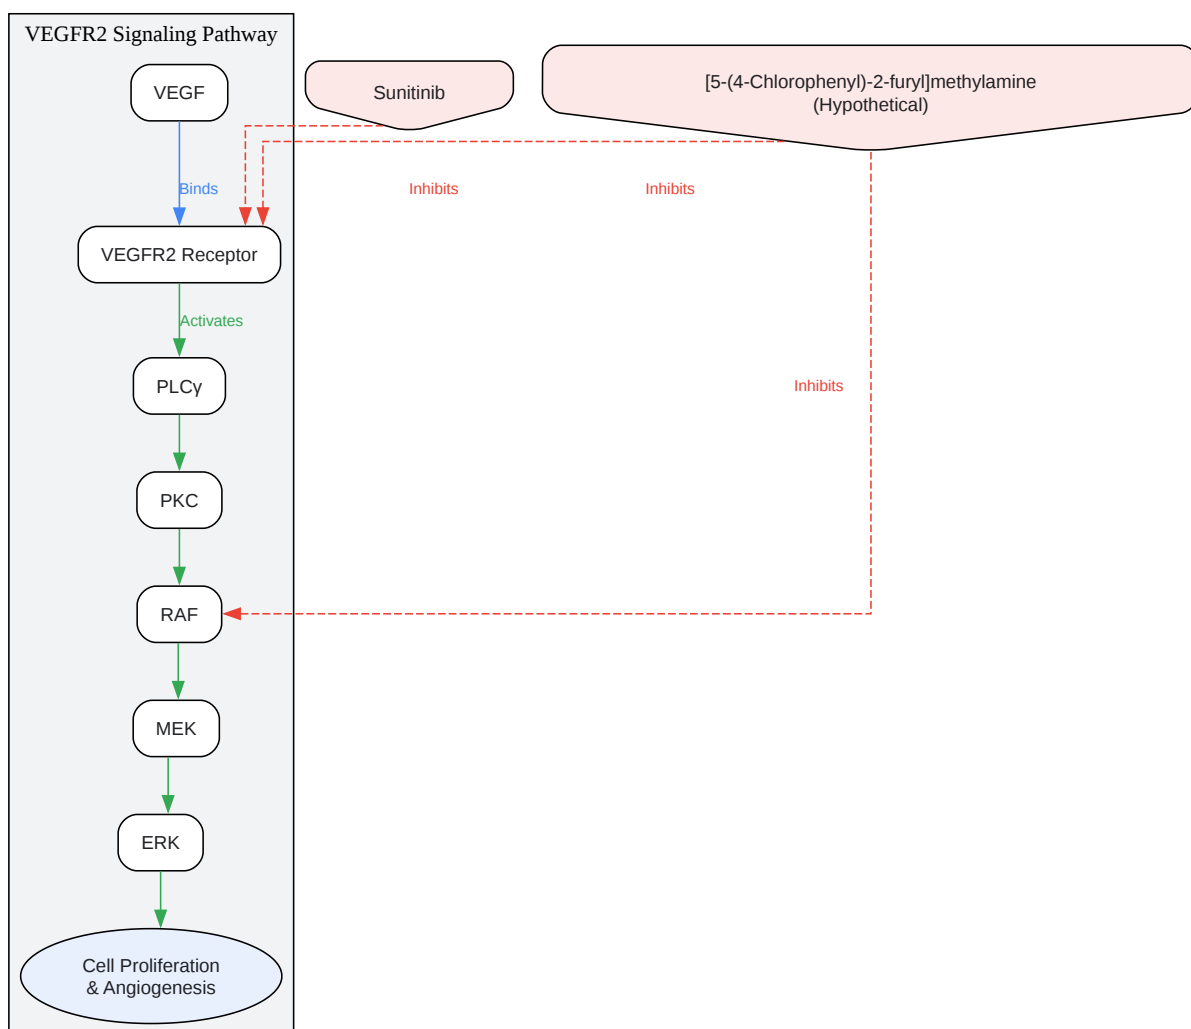 VEGFR2 Signaling Pathway
VEGF
Sunitinib
[5-(4-Chlorophenyl)-2-furyl]methylamine
(Hypothetical)
Binds
Inhibits
Inhibits
VEGFR2 Receptor
Activates
PLCγ
Inhibits
PKC
RAF
MEK
ERK
Cell Proliferation
& Angiogenesis